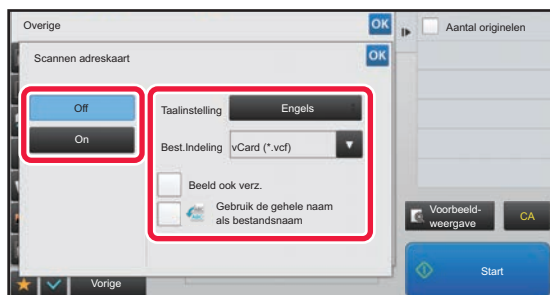 Overige
OK
Aantal originelen
Scannen adreskaart
OK
Off
On
Taalinstelling
Engels
Best.Indeling
vCard (*.vcf)
Beeld ook verz.
Gebruik de gehele naam
als bestandsnaam
Voorbeeld-
weergave
CA
Start
Vorige